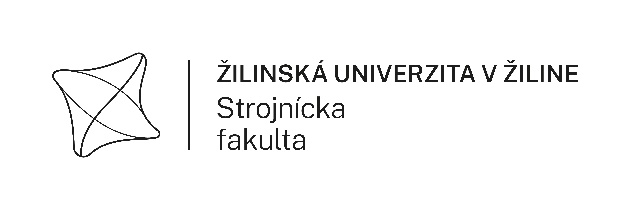 ŽILINSKÁ UNIVERZITA V ŽILINE
Strojnícka
fakulta